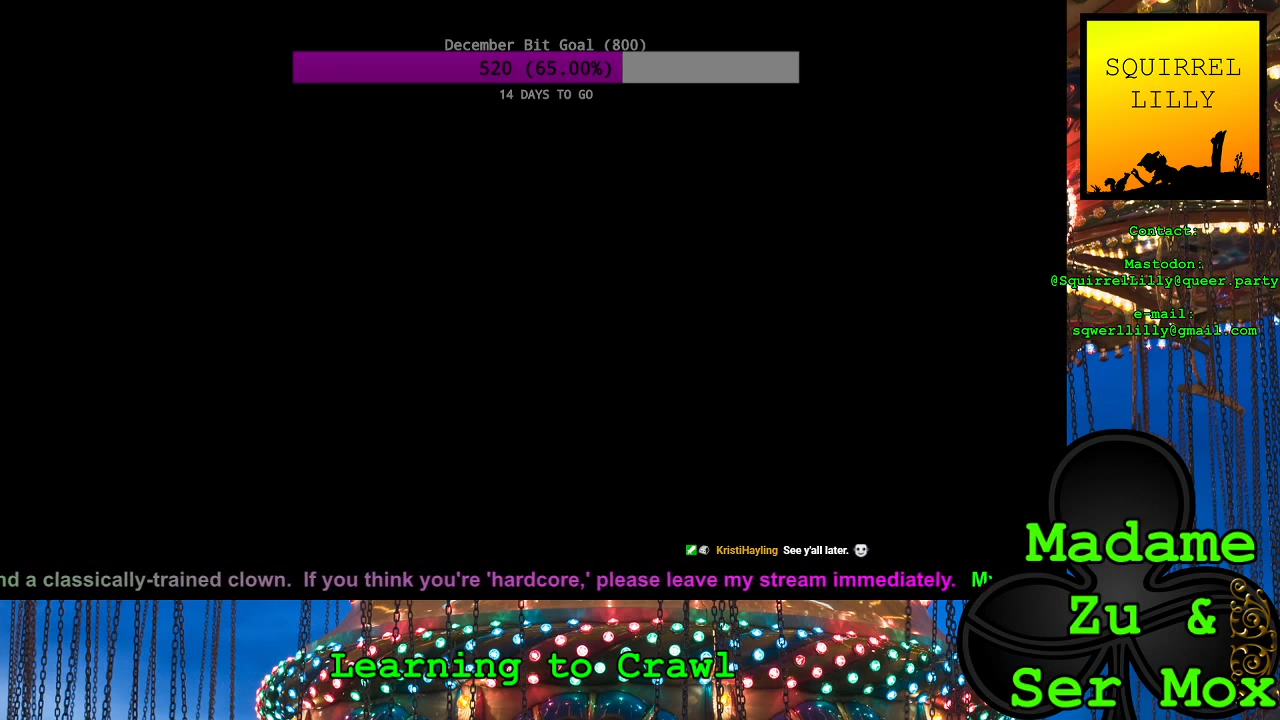 December Bit Goal (800)
520 (65.00%)
14 DAYS TO GO
SQUIRREL
LILLY
Contact:
Mastodon:
@SquirrelLilly@queer.party
e-mail:
sqwerllilly@gmail.com
KristiHayling See y'all later.
nd a classically-trained clown. If you think you're 'hardcore,' please leave my stream immediately.
Learning to Crawl
Madame
Zu &
Ser Mox